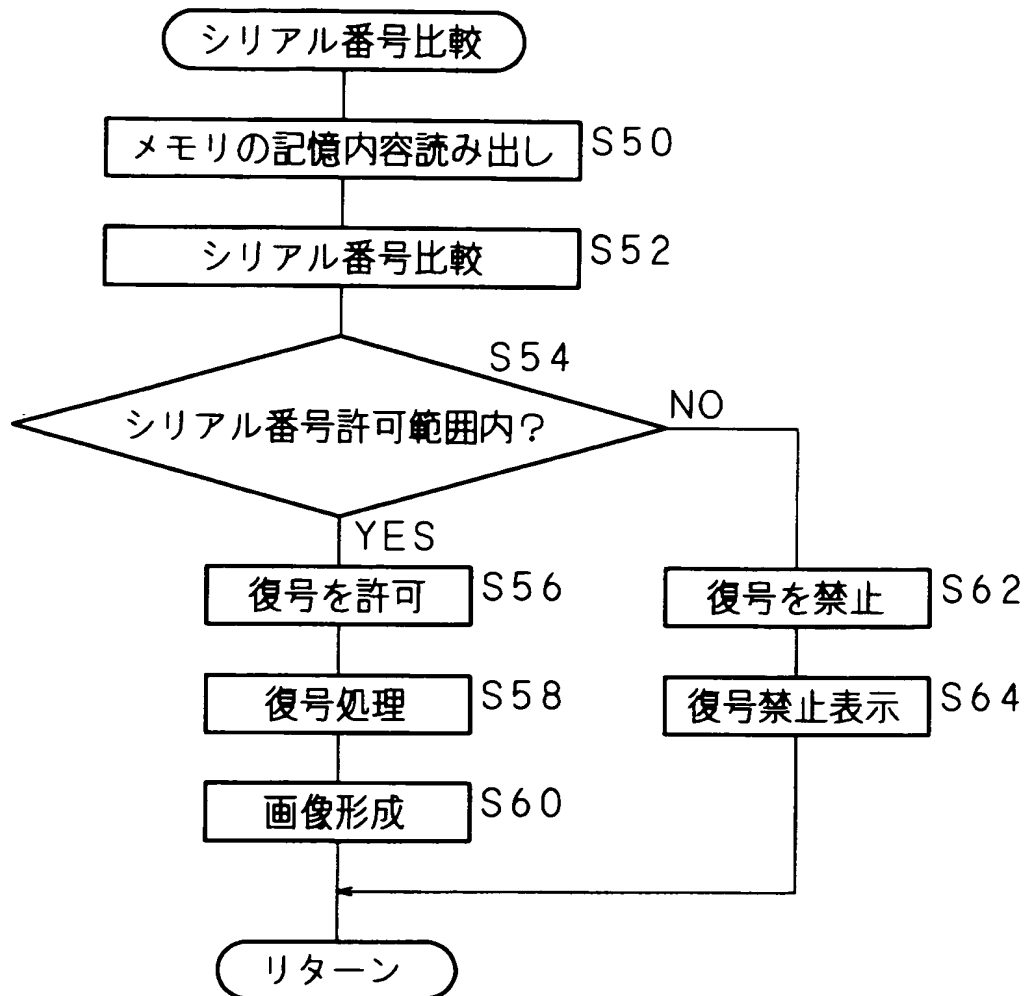 シリアル番号比較
メモリの記憶内容読み出し S50
シリアル番号比較 S52
S54
シリアル番号許可範囲内?
NO
YES
復号を許可 S56
復号を禁止 S62
復号処理 S58
復号禁止表示 S64
画像形成 S60
リターン